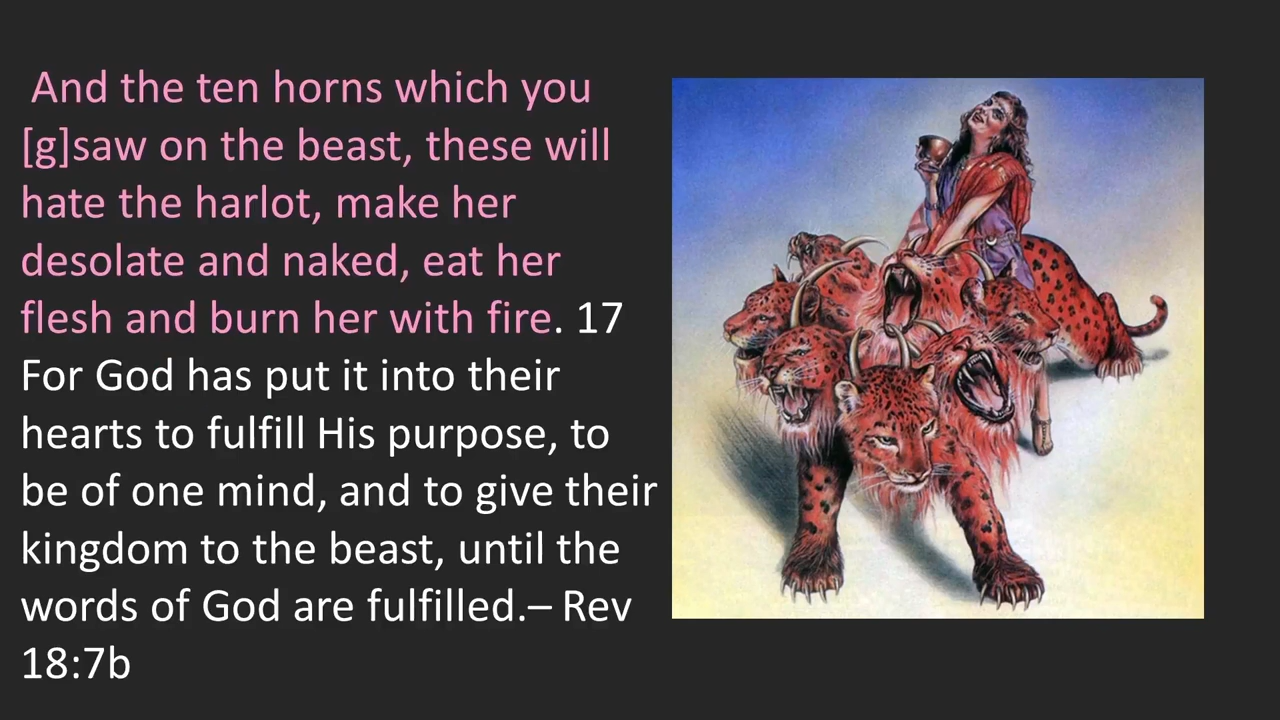 And the ten horns which you
[g]saw on the beast, these will
hate the harlot, make her
desolate and naked, eat her
flesh and burn her with fire. 17
For God has put it into their
hearts to fulfill His purpose, to
be of one mind, and to give their
kingdom to the beast, until the
words of God are fulfilled.– Rev
18:7b